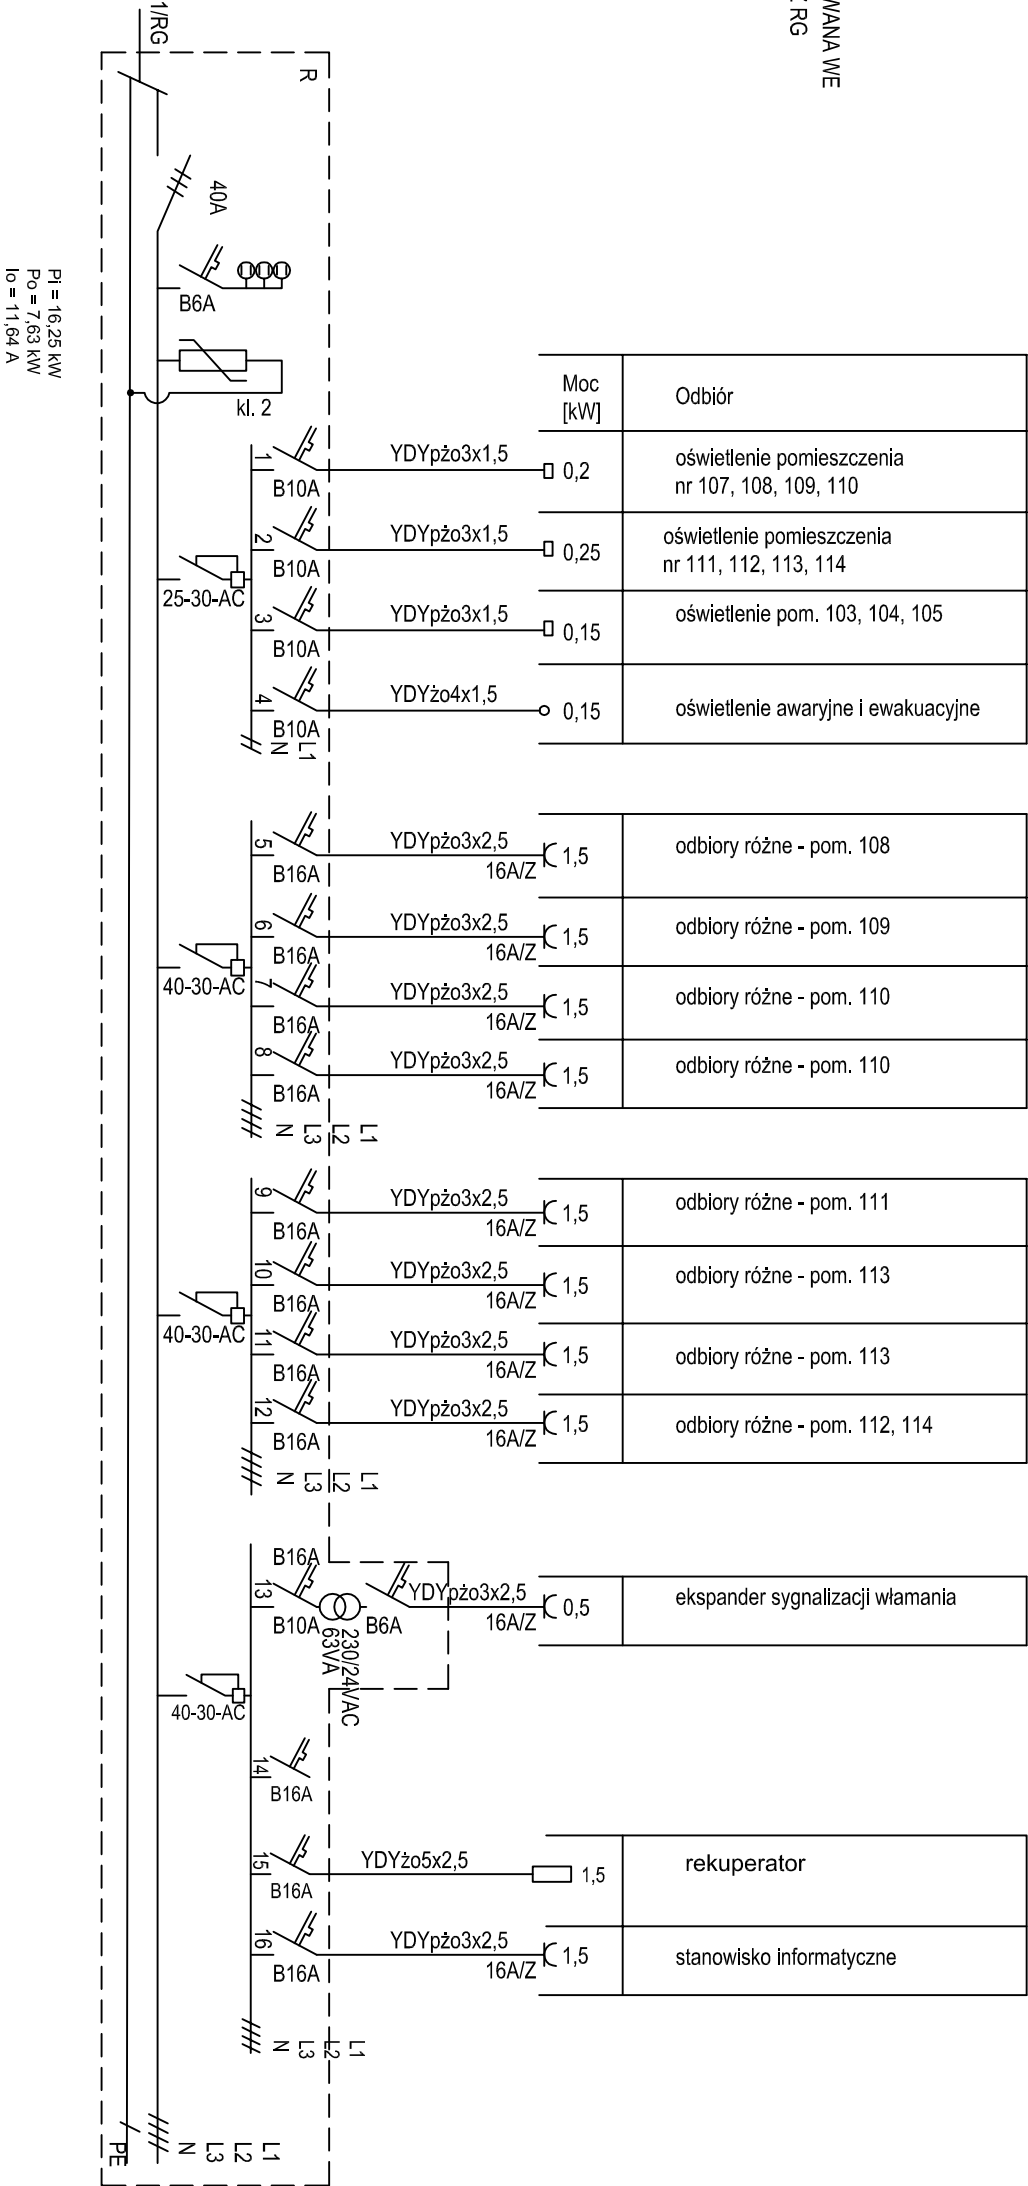 WANA WE
Z RG
1/RG
R
40A
B6A
kl. 2
Pi = 16,25 kW
Po = 7,63 kW
Io = 11,64 A
Moc
[kW]
Odbiór
1
B10A
YDYpżo3x1,5
0,2
oświetlenie pomieszczenia
nr 107, 108, 109, 110
2
B10A
YDYpżo3x1,5
0,25
oświetlenie pomieszczenia
nr 111, 112, 113, 114
25-30-AC
3
B10A
YDYpżo3x1,5
0,15
oświetlenie pom. 103, 104, 105
4
B10A
YDYżo4x1,5
0,15
oświetlenie awaryjne i ewakuacyjne
N
L1
5
B16A
YDYpżo3x2,5
16A/Z
1,5
odbiory różne - pom. 108
6
B16A
YDYpżo3x2,5
16A/Z
1,5
odbiory różne - pom. 109
40-30-AC
7
B16A
YDYpżo3x2,5
16A/Z
1,5
odbiory różne - pom. 110
8
B16A
YDYpżo3x2,5
16A/Z
1,5
odbiory różne - pom. 110
N
L3
L2
L1
9
B16A
YDYpżo3x2,5
16A/Z
1,5
odbiory różne - pom. 111
10
B16A
YDYpżo3x2,5
16A/Z
1,5
odbiory różne - pom. 113
40-30-AC
11
B16A
YDYpżo3x2,5
16A/Z
1,5
odbiory różne - pom. 113
12
B16A
YDYpżo3x2,5
16A/Z
1,5
odbiory różne - pom. 112, 114
N
L3
L2
L1
B16A
13
B10A
230/24VAC
63VA
B6A
YDYpżo3x2,5
16A/Z
0,5
ekspander sygnalizacji włamania
40-30-AC
14
B16A
15
B16A
YDYżo5x2,5
1,5
rekuperator
16
B16A
YDYpżo3x2,5
16A/Z
1,5
stanowisko informatyczne
N
L3
L2
L1
PE
N
L3
L2
L1